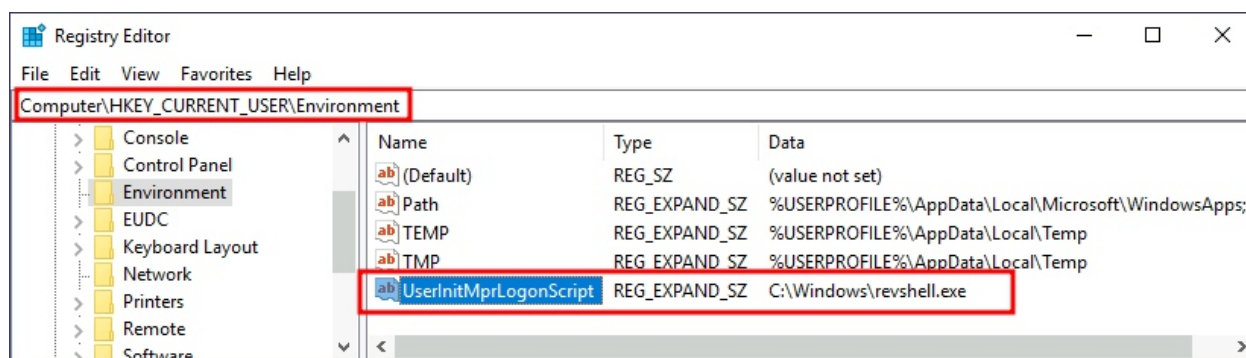 Registry Editor
File Edit View Favorites Help
Computer\HKEY_CURRENT_USER\Environment
Console
Control Panel
Environment
EUDC
Keyboard Layout
Network
Printers
Remote
Software
Name Type Data
(Default) REG_SZ (value not set)
Path REG_EXPAND_SZ %USERPROFILE%\AppData\Local\Microsoft\WindowsApps;
TEMP REG_EXPAND_SZ %USERPROFILE%\AppData\Local\Temp
TMP REG_EXPAND_SZ %USERPROFILE%\AppData\Local\Temp
UserInitMprLogonScript REG_EXPAND_SZ C:\Windows\revshell.exe